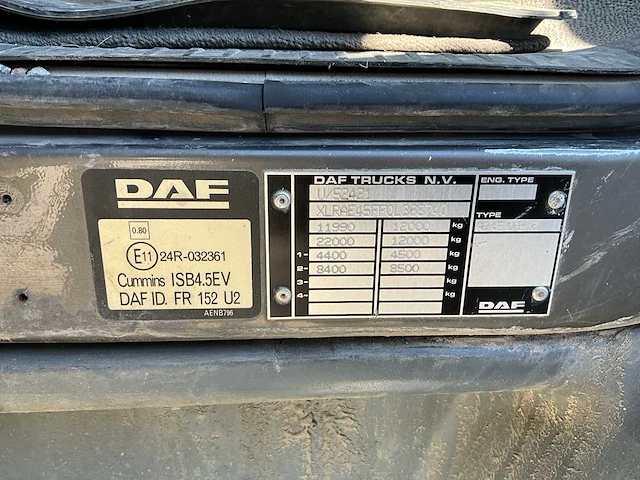 DAF
0.80
E11 24R-032361
Cummins ISB4.5EV
DAF ID. FR 152 U2
AENB796
DAF TRUCKS N.V.
ENG. TYPE
TYPE
11990 12000 kg
22000 12000 kg
1- 4400 4500 kg
2- 8400 8500 kg
3- kg
4- kg
DAF